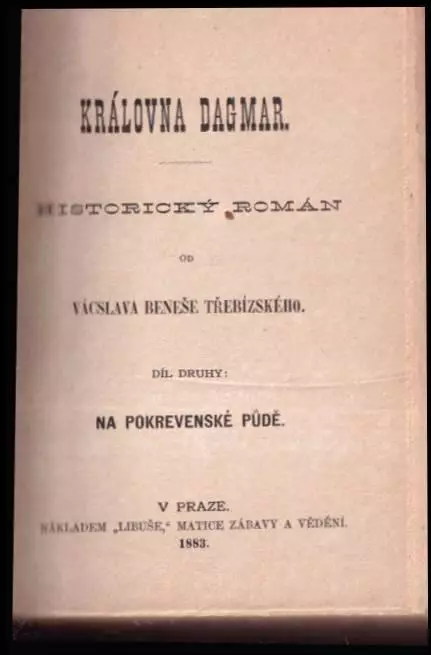 KRÁLOVNA DAGMAR.
HISTORICKÝ ROMÁN
OD
VÁCSLAVA BENEŠE TŘEBÍZSKÉHO.
DÍL DRUHY:
NA POKREVENSKÉ PŮDĚ.
V PRAZE.
NÁKLADEM „LIBUŠE,“ MATICE ZÁBAVY A VĚDĚNÍ.
1883.